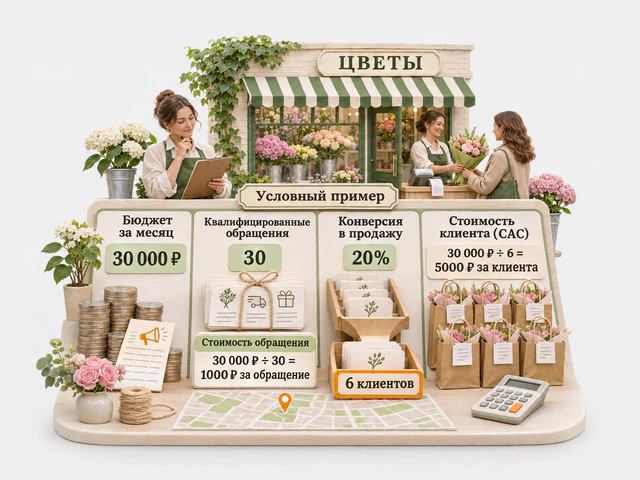 ЦВЕТЫ
Условный пример
Бюджет
за месяц
30 000 ₽
Квалифицированные
обращения
30
Стоимость обращения
30 000 ₽ ÷ 30 =
1000 ₽ за обращение
Конверсия
в продажу
20%
6 клиентов
Стоимость
клиента (CAC)
30 000 ₽ ÷ 6 =
5000 ₽ за клиента